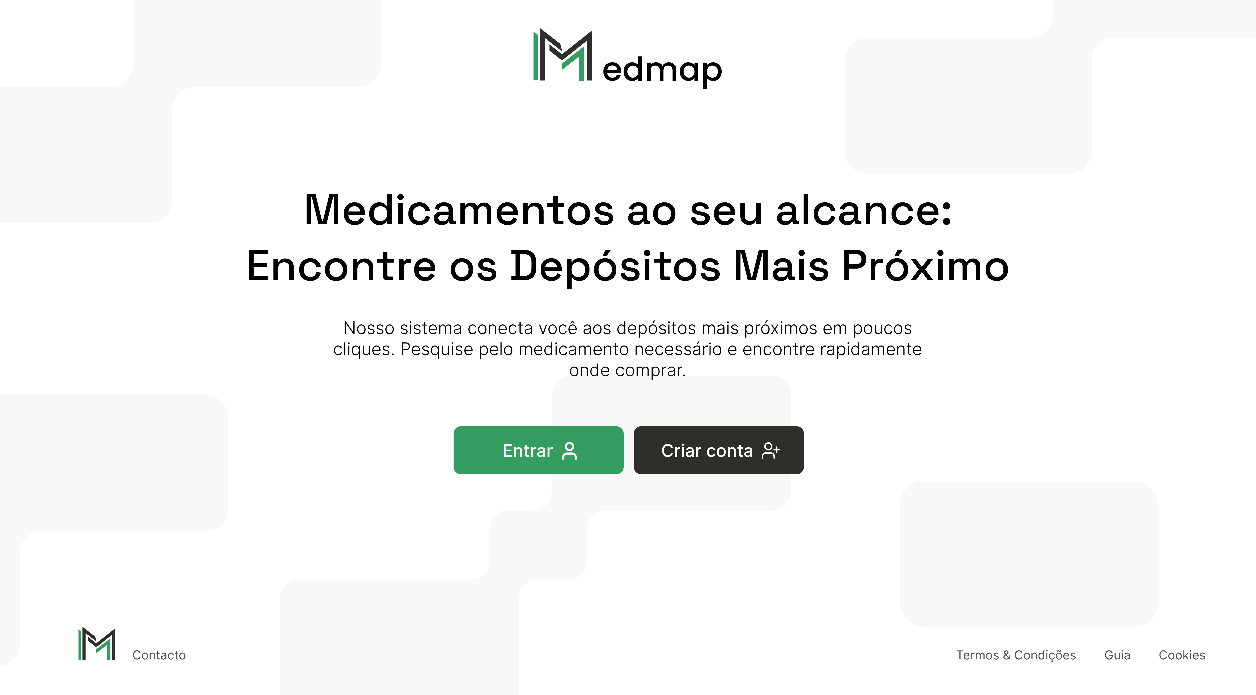 Medmap
Medicamentos ao seu alcance:
Encontre os Depósitos Mais Próximo
Nosso sistema conecta você aos depósitos mais próximos em poucos
cliques. Pesquise pelo medicamento necessário e encontre rapidamente
onde comprar.
Entrar
Criar conta
M
Contacto
Termos & Condições
Guia
Cookies